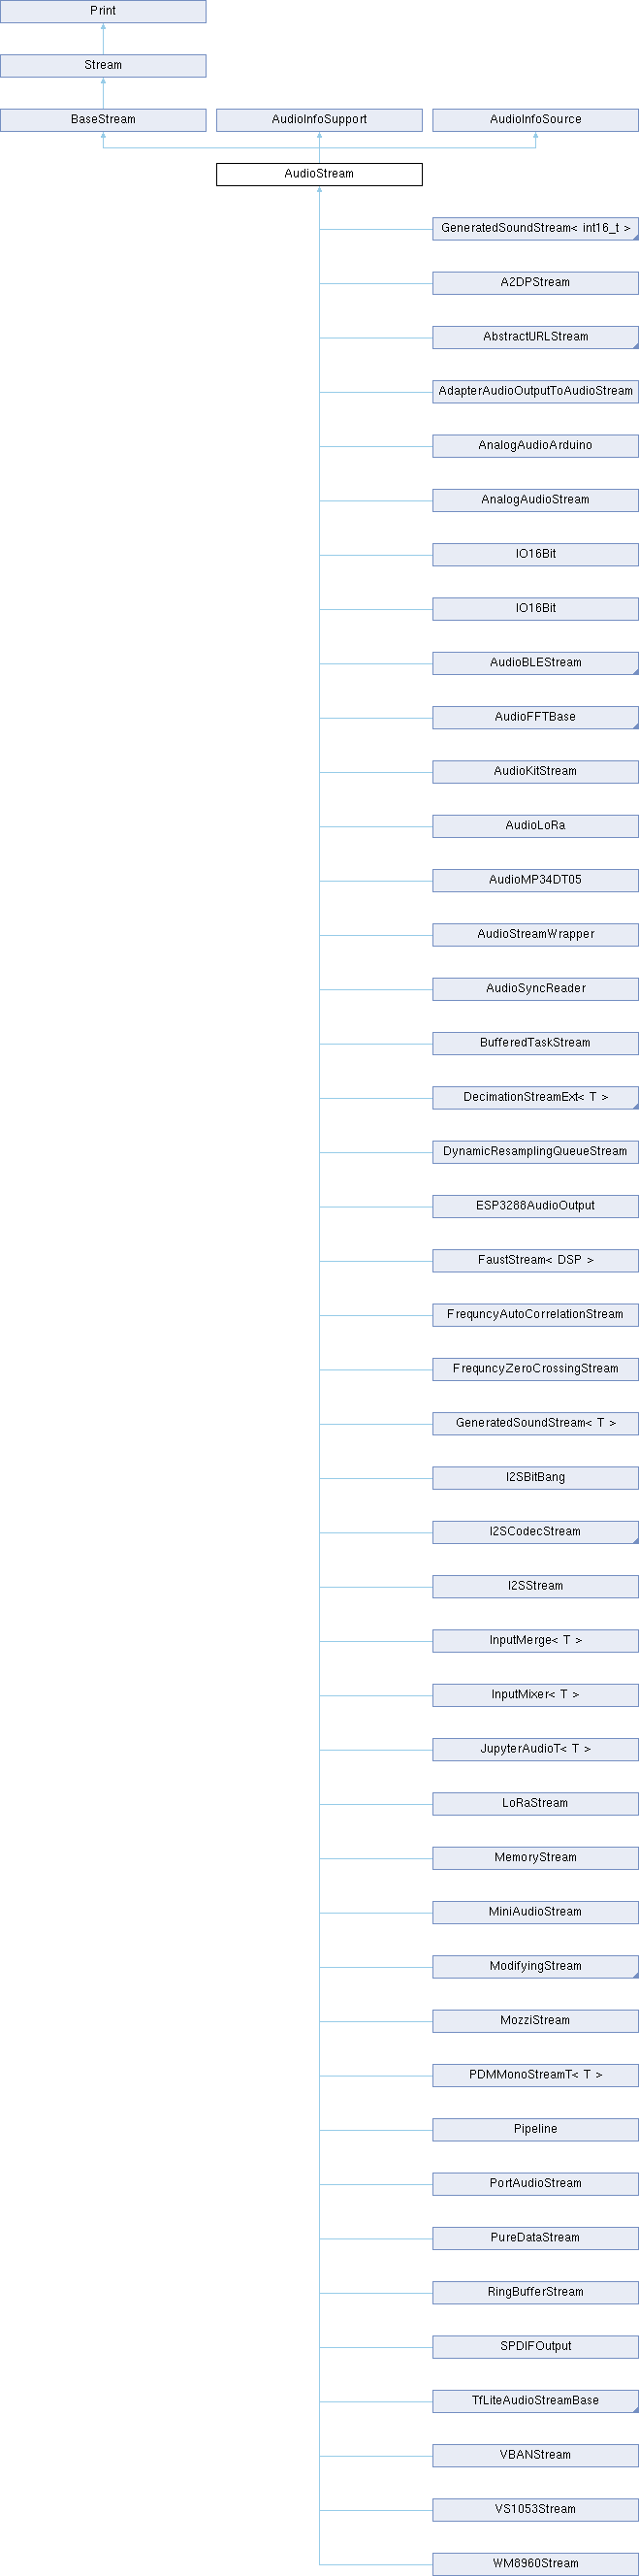 Print
Stream
BaseStream
AudioInfoSupport
AudioInfoSource
AudioStream
GeneratedSoundStream< int16_t >
A2DPStream
AbstractURLStream
AdapterAudioOutputToAudioStream
AnalogAudioArduino
AnalogAudioStream
IO16Bit
IO16Bit
AudioBLEStream
AudioFFTBase
AudioKitStream
AudioLoRa
AudioMP34DT05
AudioStreamWrapper
AudioSyncReader
BufferedTaskStream
DecimationStreamExt< T >
DynamicResamplingQueueStream
ESP3288AudioOutput
FaustStream< DSP >
FrequncyAutoCorrelationStream
FrequncyZeroCrossingStream
GeneratedSoundStream< T >
I2SBitBang
I2SCodecStream
I2SStream
InputMerge< T >
InputMixer< T >
JupyterAudioT< T >
LoRaStream
MemoryStream
MiniAudioStream
ModifyingStream
MozziStream
PDMMonoStreamT< T >
Pipeline
PortAudioStream
PureDataStream
RingBufferStream
SPDIFOutput
TfLiteAudioStreamBase
VBANStream
VS1053Stream
WM8960Stream